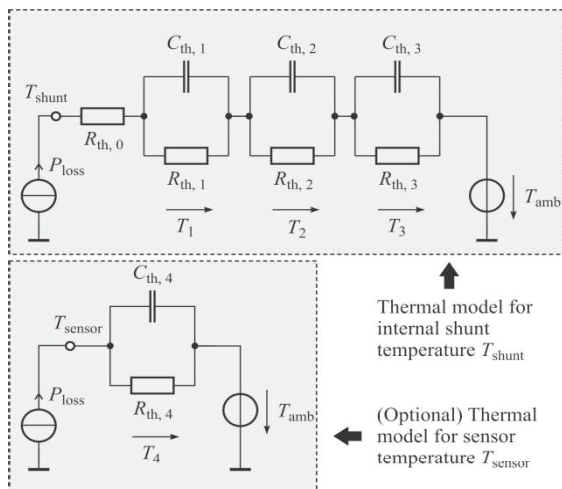 C_th, 1 C_th, 2 C_th, 3
T_shunt
R_th, 0
P_loss
R_th, 1 R_th, 2 R_th, 3
T_amb
T_1 T_2 T_3
C_th, 4
T_sensor
P_loss
R_th, 4
T_amb
T_4
Thermal model for
internal shunt
temperature T_shunt
(Optional) Thermal
model for sensor
temperature T_sensor